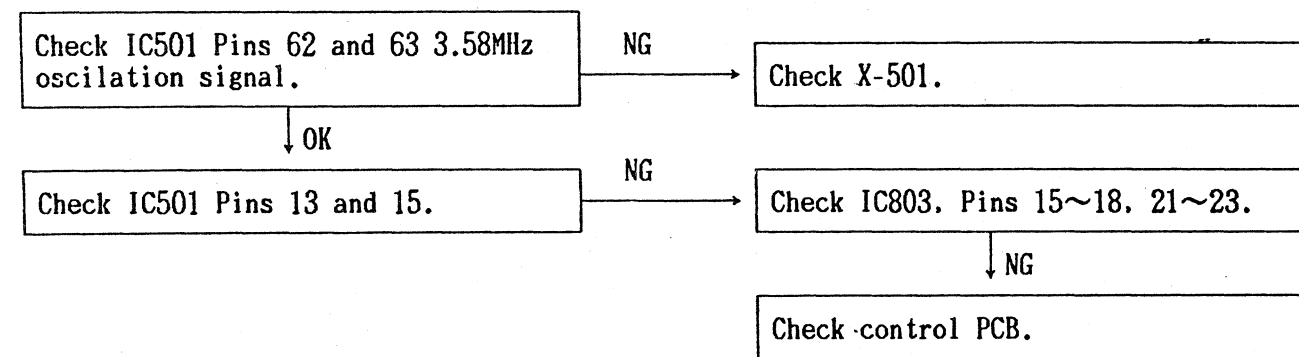 Check IC501 Pins 62 and 63 3.58MHz
oscilation signal.
NG
Check X-501.
OK
Check IC501 Pins 13 and 15.
NG
Check IC803. Pins 15～18. 21～23.
NG
Check control PCB.